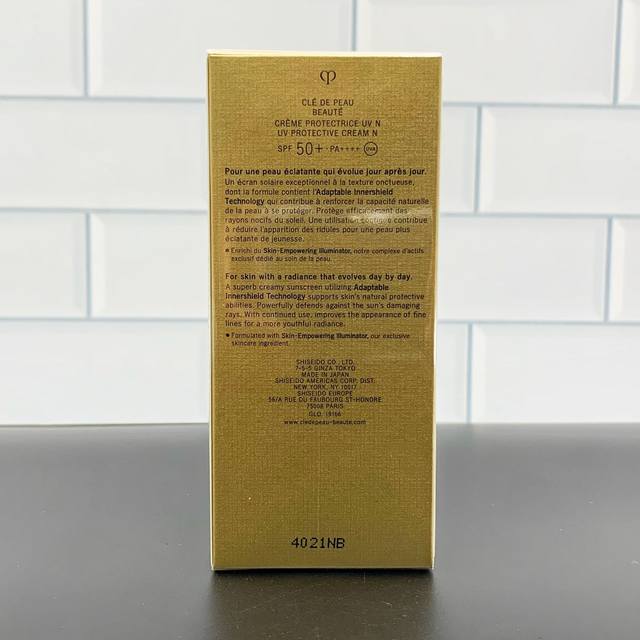 CLÉ DE PEAU
BEAUTÉ
CRÈME PROTECTRICE UV N
UV PROTECTIVE CREAM N
SPF 50+·PA++++ UVA
Pour une peau éclatante qui évolue jour après jour.
Un écran solaire exceptionnel à la texture onctueuse,
dont la formule contient l'Adaptable Innershield
Technology qui contribue à renforcer la capacité naturelle
de la peau à se protéger. Protège efficacement des
rayons nocifs du soleil. Une utilisation continue contribue
à réduire l'apparition des ridules pour une peau plus
éclatante de jeunesse.
• Enrichi du Skin-Empowering Illuminator, notre complexe d'actifs
exclusif dédié au soin de la peau.
For skin with a radiance that evolves day by day.
A superb creamy sunscreen utilizing Adaptable
Innershield Technology supports skin's natural protective
abilities. Powerfully defends against the sun's damaging
rays. With continued use, improves the appearance of fine
lines for a more youthful radiance.
• Formulated with Skin-Empowering Illuminator, our exclusive
skincare ingredient.
SHISEIDO CO., LTD.
7-5-5 GINZA TOKYO
MADE IN JAPAN
SHISEIDO AMERICAS CORP. DIST.
NEW YORK, NY 10017
SHISEIDO EUROPE
56/A RUE DU FAUBOURG ST-HONORE
75008 PARIS
GLO. 19166
www.cledepeau-beaute.com
4021NB